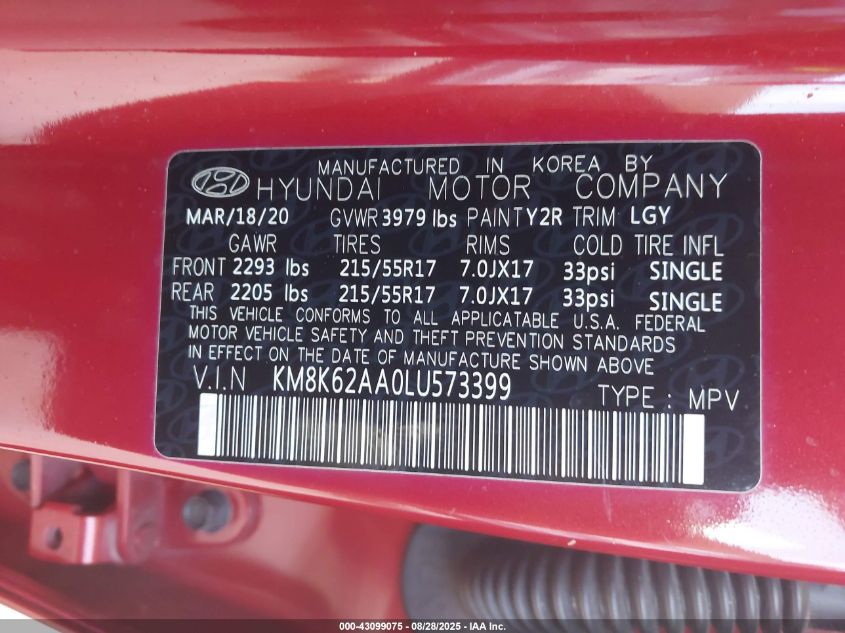 MANUFACTURED IN KOREA BY
HYUNDAI MOTOR COMPANY
MAR/18/20 GVWR 3979 lbs PAINT Y2R TRIM LGY
GAWR TIRES RIMS COLD TIRE INFL
FRONT 2293 lbs 215/55R17 7.0JX17 33psi SINGLE
REAR 2205 lbs 215/55R17 7.0JX17 33psi SINGLE
THIS VEHICLE CONFORMS TO ALL APPLICATABLE U.S.A. FEDERAL
MOTOR VEHICLE SAFETY AND THEFT PREVENTION STANDARDS
IN EFFECT ON THE DATE OF MANUFACTURE SHOWN ABOVE
V.I.N KM8K62AA0LU573399 TYPE : MPV
000-43099075 - 08/28/2025 - IAA Inc.